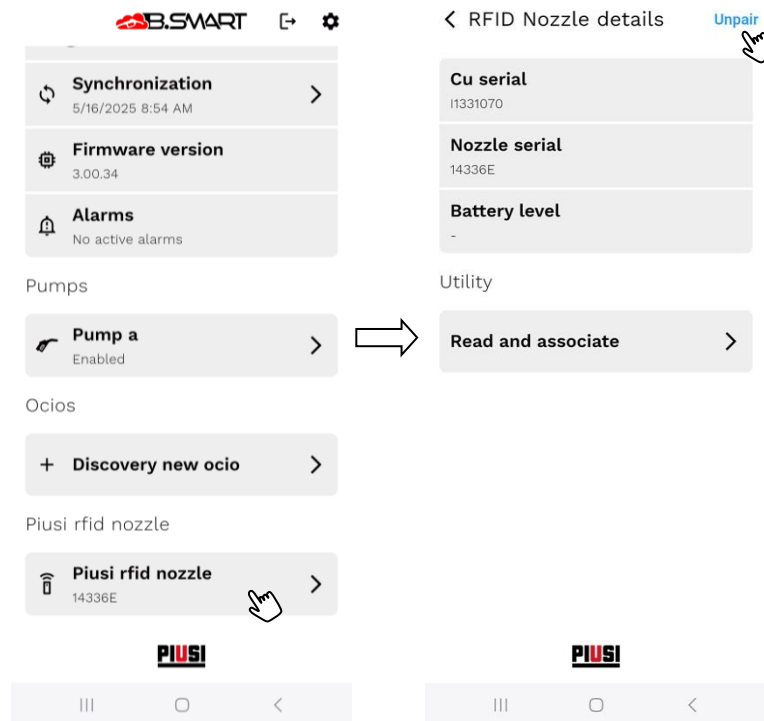 B.SMART
Synchronization
5/16/2025 8:54 AM
Firmware version
3.00.34
Alarms
No active alarms
Pumps
Pump a
Enabled
Ocios
Discovery new ocio
Piusi rfid nozzle
Piusi rfid nozzle
14336E
PIUSI
RFID Nozzle details
Unpair
Cu serial
I1331070
Nozzle serial
14336E
Battery level
-
Utility
Read and associate
PIUSI